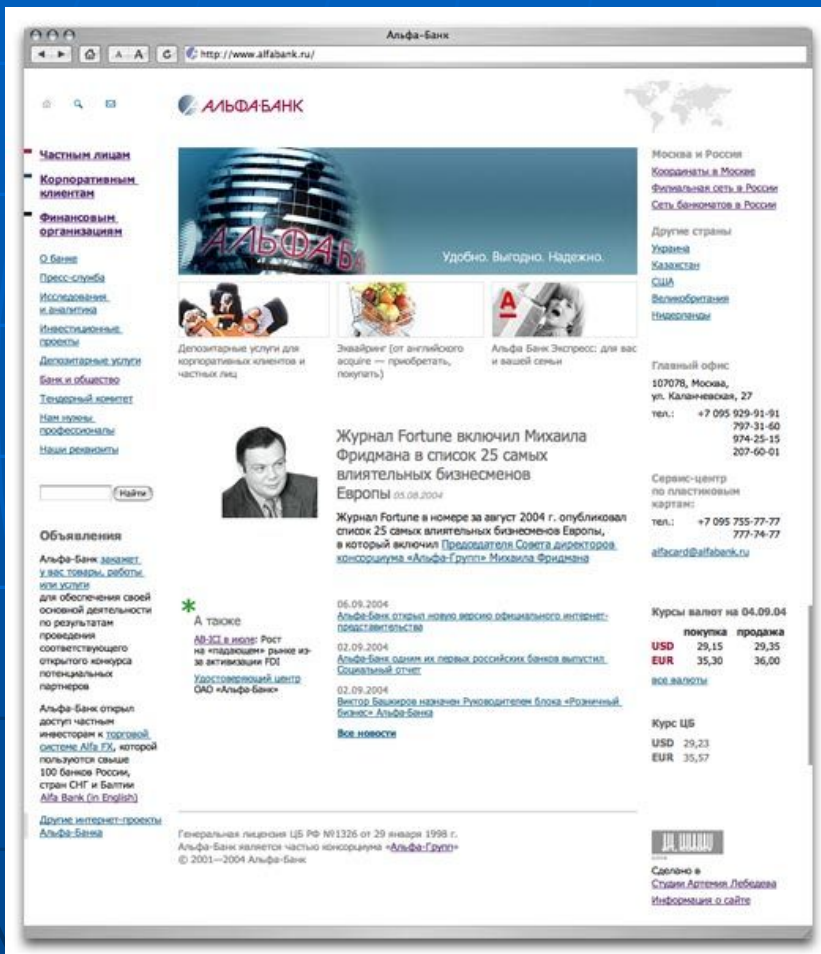 Альфа-Банк
A A
http://www.alfabank.ru/
АЛЬФА-БАНК
Частным лицам
Корпоративным
клиентам
Финансовым
организациям
О банке
Пресс-служба
Исследования
и аналитика
Инвестиционные
проекты
Депозитарные услуги
Банк и общество
Тендерный комитет
Нам нужны
профессионалы
Наши реквизиты
Найти
Объявления
Альфа-Банк закажет
у вас товары, работы
или услуги
для обеспечения своей
основной деятельности
по результатам
проведения
соответствующего
открытого конкурса
потенциальных
партнеров
Альфа-Банк открыл
доступ частным
инвесторам к торговой
системе Alfa FX, которой
пользуются свыше
100 банков России,
стран СНГ и Балтии
Alfa Bank (in English)
Другие интернет-проекты
Альфа-Банка
АЛЬФА БА
Удобно. Выгодно. Надежно.
Депозитарные услуги для
корпоративных клиентов и
частных лиц
Эквайринг (от английского
acquire — приобретать,
покупать)
А
Альфа Банк Экспресс: для вас
и вашей семьи
Журнал Fortune включил Михаила
Фридмана в список 25 самых
влиятельных бизнесменов
Европы 05.08.2004
Журнал Fortune в номере за август 2004 г. опубликовал
список 25 самых влиятельных бизнесменов Европы,
в который включил Председателя Совета директоров
консорциума «Альфа-Групп» Михаила Фридмана
А также
AB-ICI в июле: Рост
на «падающем» рынке из-
за активизации FDI
Удостоверяющий центр
ОАО «Альфа-Банк»
06.09.2004
Альфа-Банк открыл новую версию официального интернет-
представительства
02.09.2004
Альфа-Банк одним их первых российских банков выпустил
Социальный отчет
02.09.2004
Виктор Башкиров назначен Руководителем блока «Розничный
бизнес» Альфа-Банка
Все новости
Генеральная лицензия ЦБ РФ №1326 от 29 января 1998 г.
Альфа-Банк является частью консорциума «Альфа-Групп»
© 2001—2004 Альфа-Банк
Москва и Россия
Координаты в Москве
Филиальная сеть в России
Сеть банкоматов в России
Другие страны
Украина
Казахстан
США
Великобритания
Нидерланды
Главный офис
107078, Москва,
ул. Каланчевская, 27
тел.: +7 095 929-91-91
797-31-60
974-25-15
207-60-01
Сервис-центр
по пластиковым
картам:
тел.: +7 095 755-77-77
777-74-77
alfacard@alfabank.ru
Курсы валют на 04.09.04
покупка продажа
USD 29,15 29,35
EUR 35,30 36,00
все валюты
Курс ЦБ
USD 29,23
EUR 35,57
Сделано в
Студии Артемия Лебедева
Информация о сайте